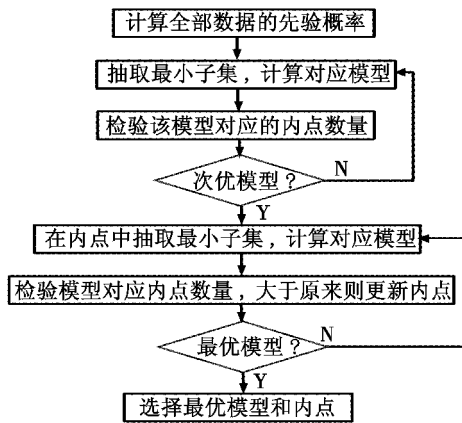 计算全部数据的先验概率
抽取最小子集,计算对应模型
检验该模型对应的内点数量
次优模型?
N
Y
在内点中抽取最小子集,计算对应模型
检验模型对应内点数量,大于原来则更新内点
最优模型?
N
Y
选择最优模型和内点